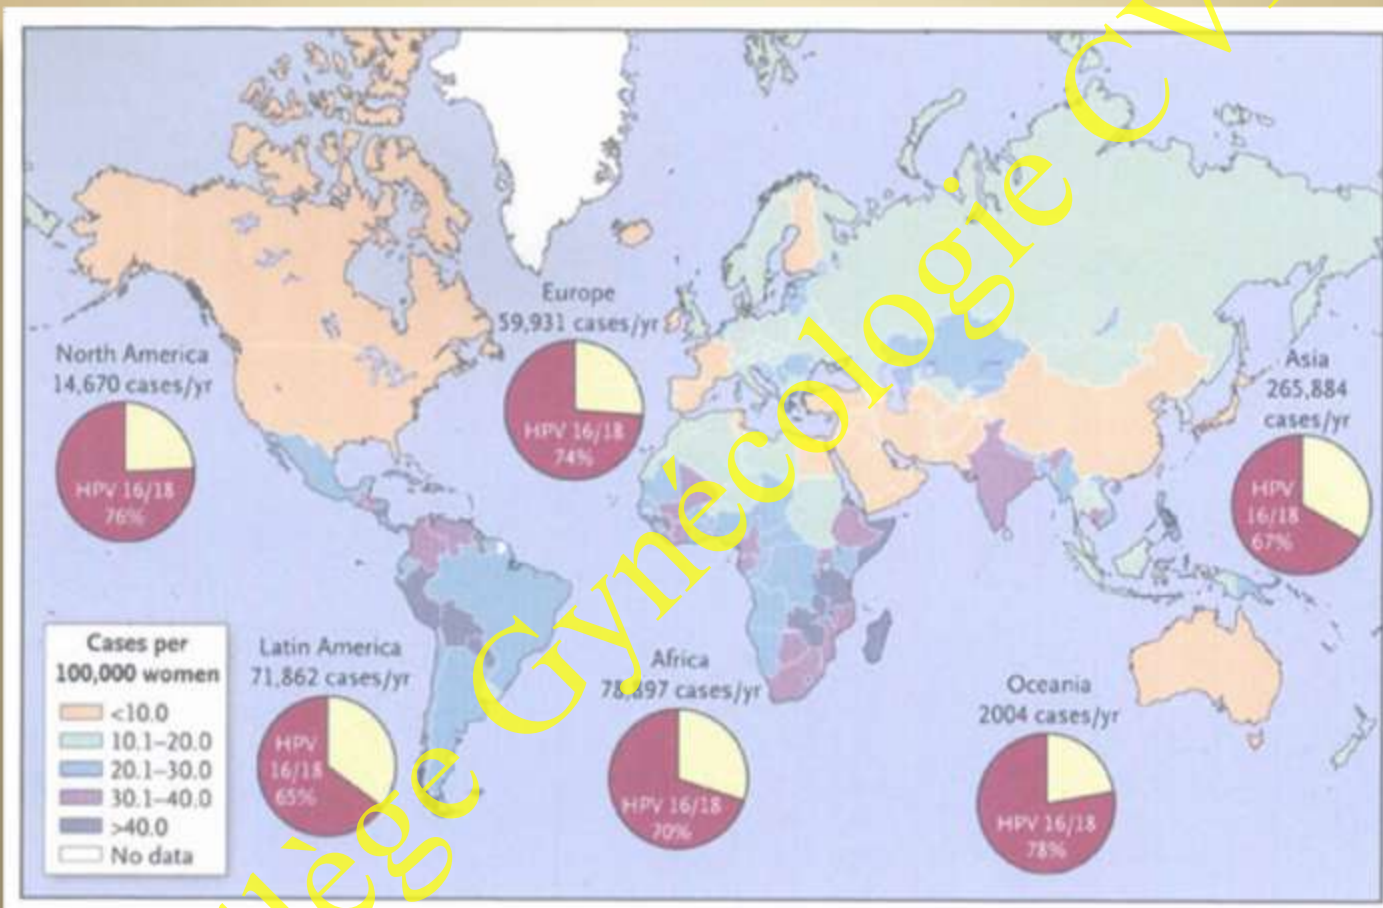 Europe
59,931 cases/yr
North America
14,670 cases/yr
HPV 16/18
76%
HPV 16/18
74%
Asia
265,884
cases/yr
HPV
16/18
67%
Cases per
100,000 women
<10.0
10.1–20.0
20.1–30.0
30.1–40.0
>40.0
No data
Latin America
71,862 cases/yr
HPV
16/18
65%
Africa
78,897 cases/yr
HPV 16/18
70%
Oceania
2004 cases/yr
HPV 16/18
78%
Gynécologie